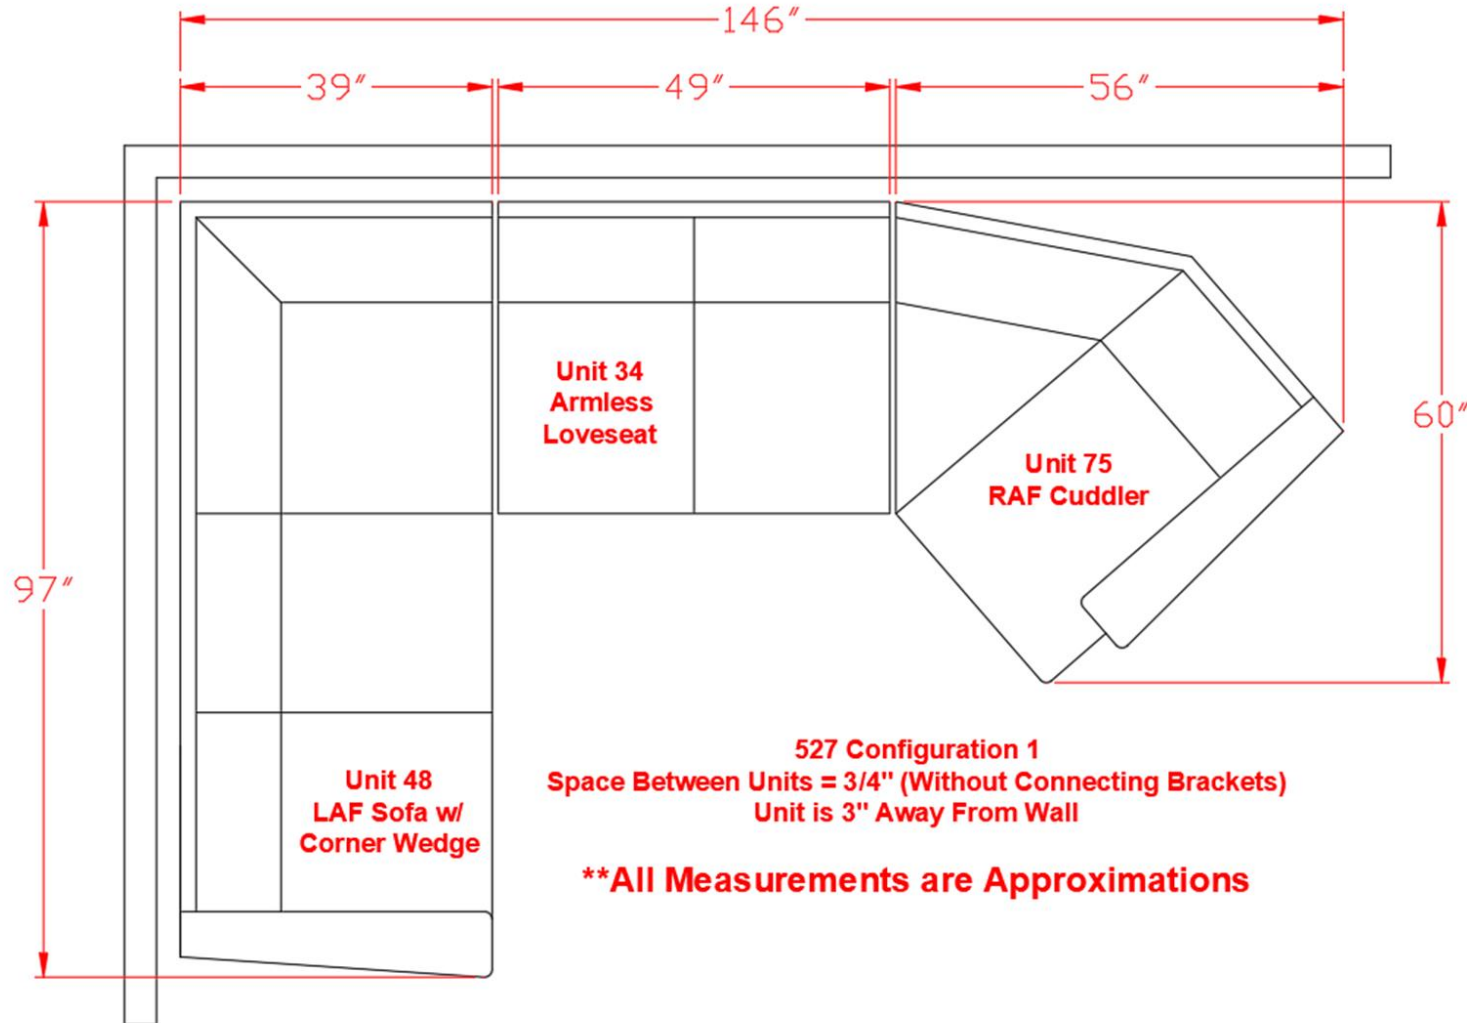 146"
39" 49" 56"
Unit 34
Armless
Loveseat
60"
Unit 75
RAF Cuddler
97"
Unit 48
LAF Sofa w/
Corner Wedge
527 Configuration 1
Space Between Units = 3/4" (Without Connecting Brackets)
Unit is 3" Away From Wall
**All Measurements are Approximations